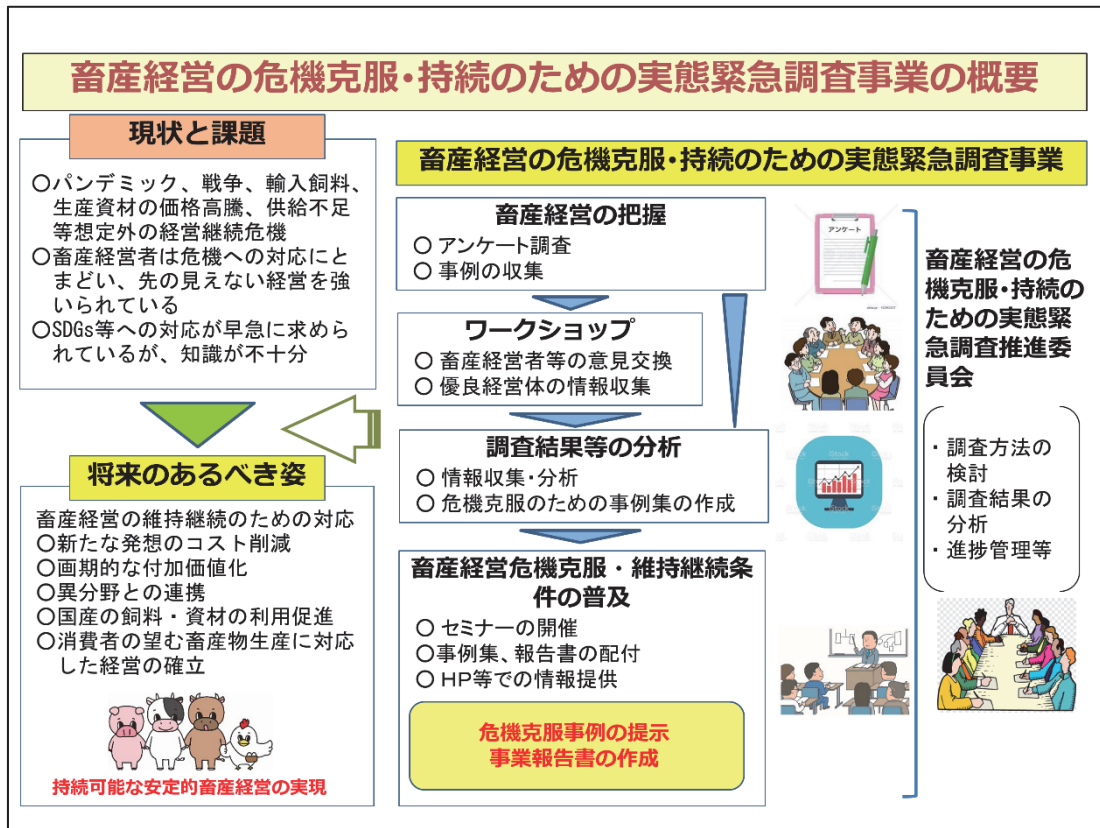 畜産経営の危機克服・持続のための実態緊急調査事業の概要
現状と課題
○パンデミック、戦争、輸入飼料、
生産資材の価格高騰、供給不足
等想定外の経営継続危機
○畜産経営者は危機への対応にと
まどい、先の見えない経営を強
いられている
○SDGs等への対応が早急に求めら
れているが、知識が不十分
将来のあるべき姿
畜産経営の維持継続のための対応
○新たな発想のコスト削減
○画期的な付加価値化
○異分野との連携
○国産の飼料・資材の利用促進
○消費者の望む畜産物生産に対応
した経営の確立
持続可能な安定的畜産経営の実現
畜産経営の危機克服・持続のための実態緊急調査事業
畜産経営の把握
○ アンケート調査
○ 事例の収集
アンケート
ワークショップ
○ 畜産経営者等の意見交換
○ 優良経営体の情報収集
調査結果等の分析
○ 情報収集・分析
○ 危機克服のための事例集の作成
iStock
畜産経営危機克服・維持継続条
件の普及
○ セミナーの開催
○事例集、報告書の配付
○ HP等での情報提供
危機克服事例の提示
事業報告書の作成
畜産経営の危
機克服・持続の
ための実態緊
急調査推進委
員会
・調査方法の
検討
・調査結果の
分析
・進捗管理等